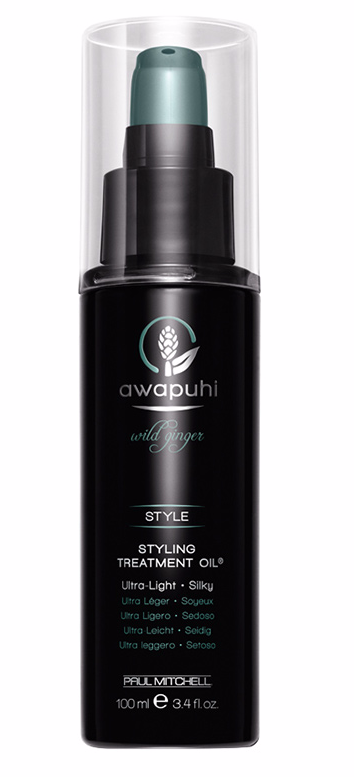 awapuhi
wild ginger
STYLE
STYLING
TREATMENT OIL®
Ultra-Light • Silky
Ultra Léger • Soyeux
Ultra Ligero • Sedoso
Ultra Leicht • Seidig
Ultra leggero • Setoso
PAUL MITCHELL
100 ml ℮ 3.4 fl.oz.